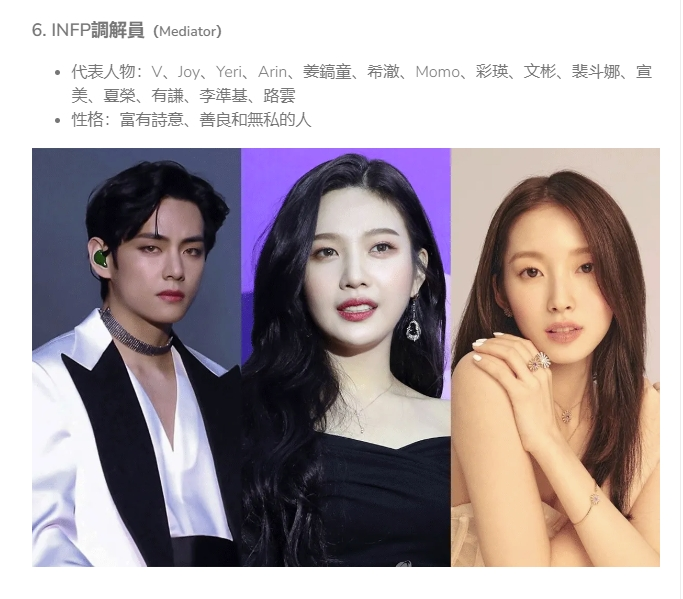 6. INFP調解員（Mediator）
代表人物：V、Joy、Yeri、Arin、姜鎬童、希澈、Momo、彩瑛、文彬、裴斗娜、宣
美、夏榮、有謙、李準基、路雲
性格：富有詩意、善良和無私的人